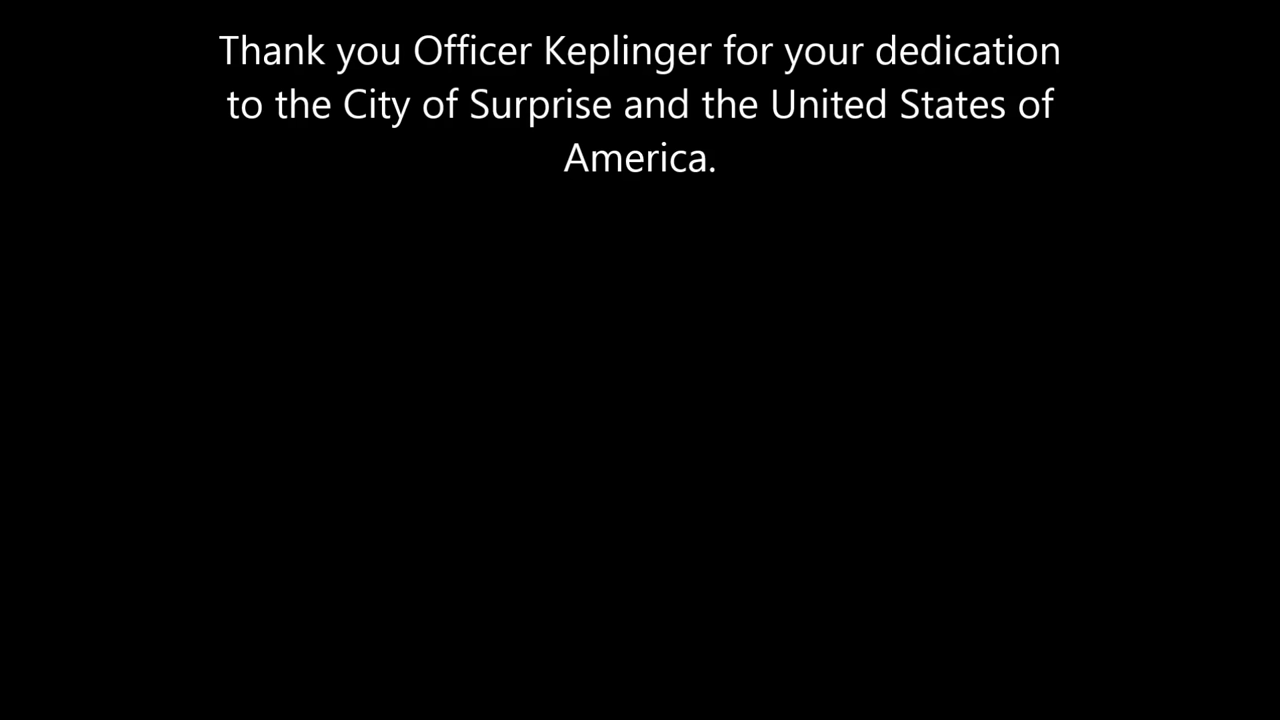 Thank you Officer Keplinger for your dedication
to the City of Surprise and the United States of
America.